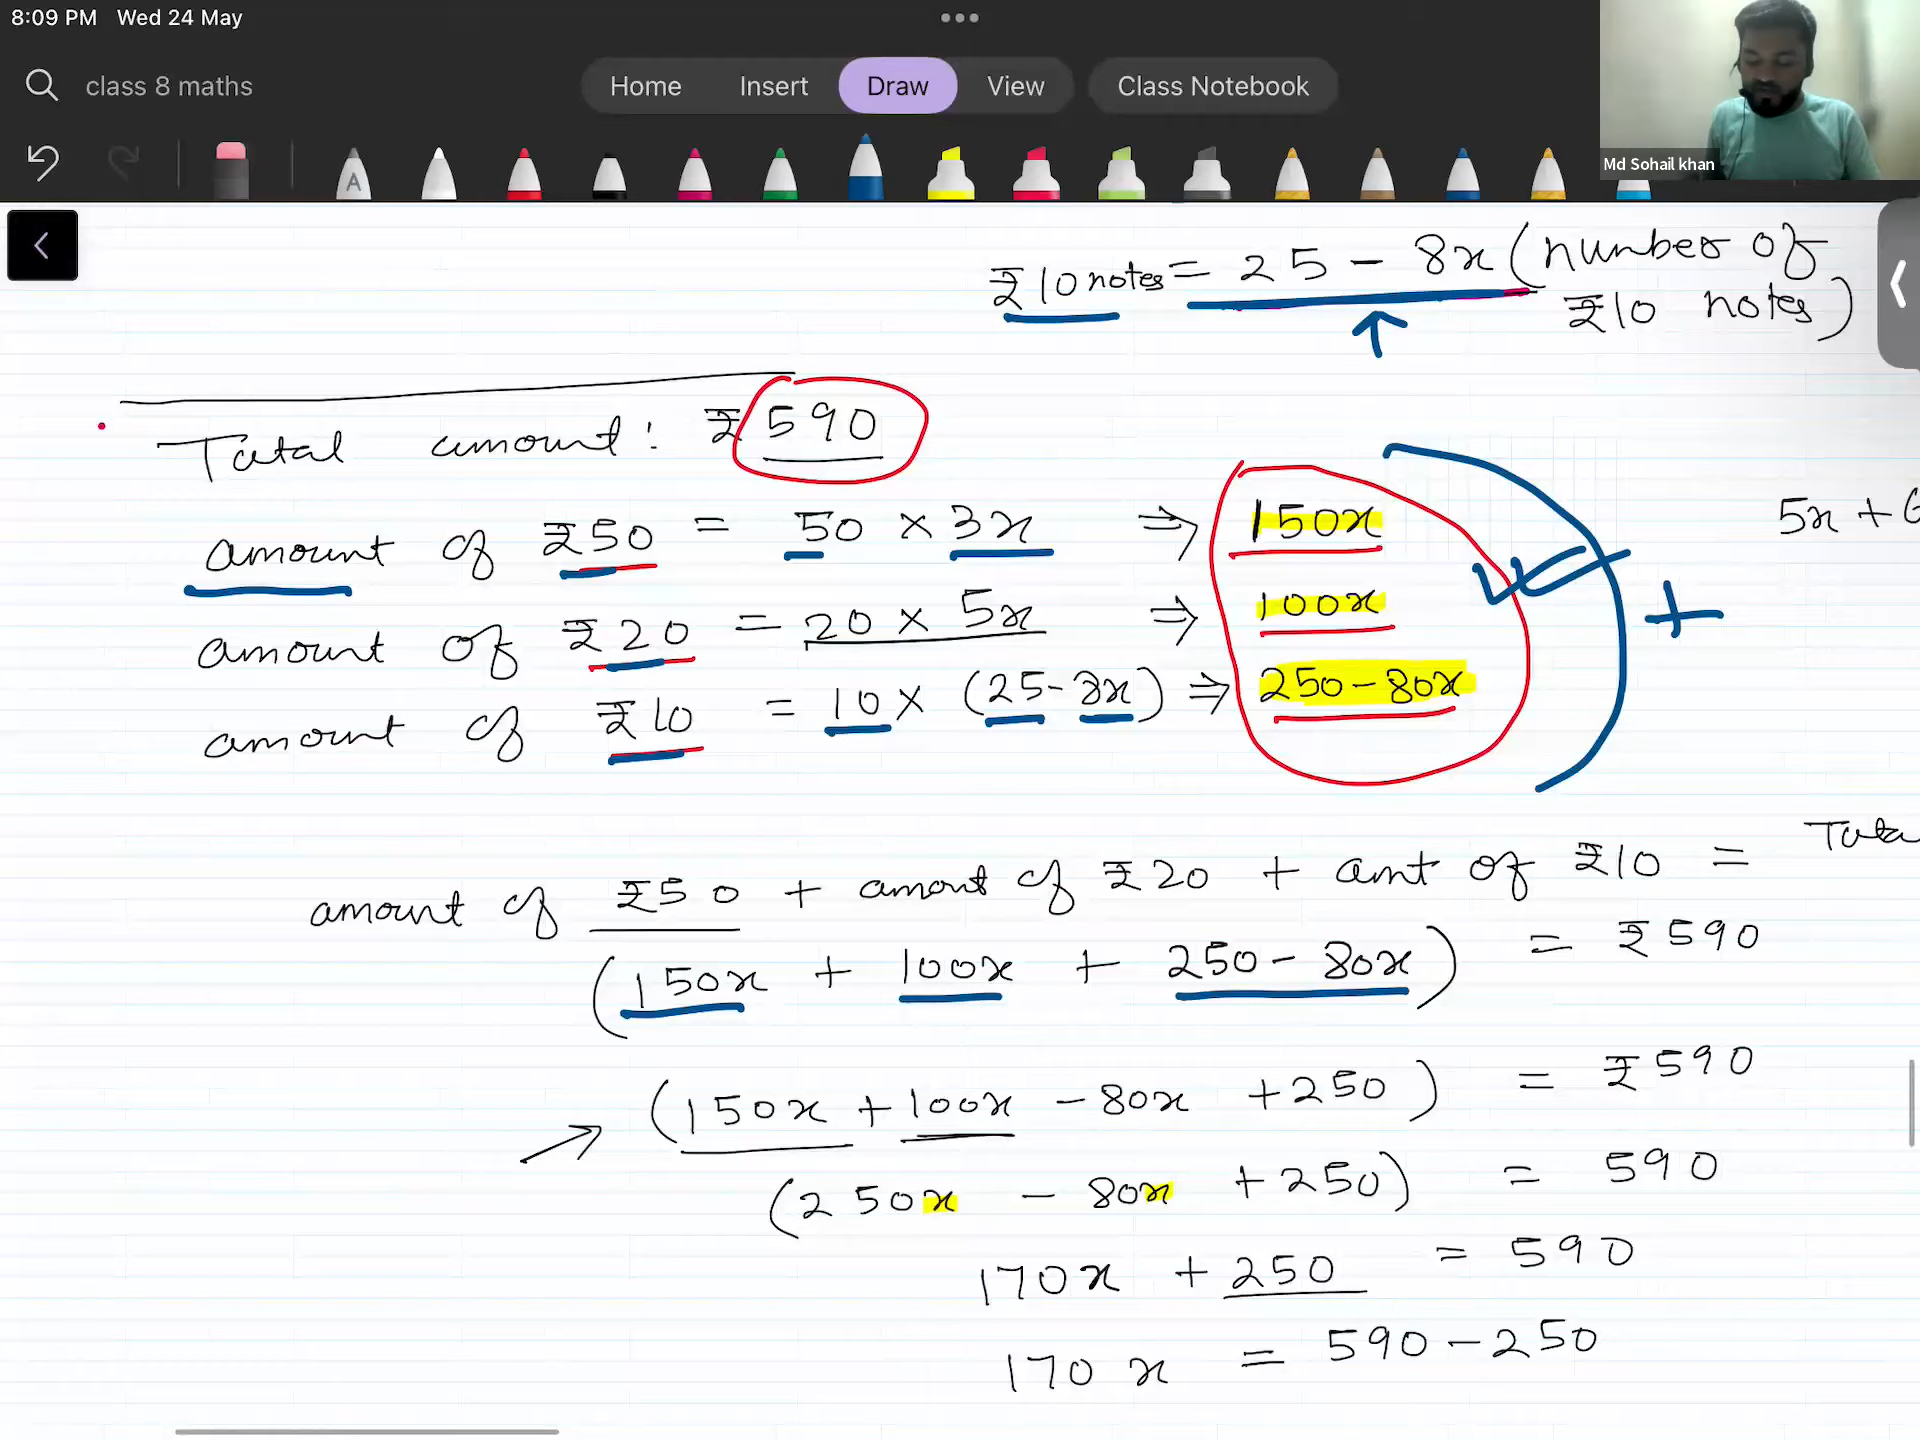 8:09 PM Wed 24 May
class 8 maths
Home Insert Draw View Class Notebook
Md Sohail khan
₹10 notes = 25 - 8x (number of
₹10 notes)
Total amount: ₹590
amount of ₹50 = 50 × 3x ⇒ 150x
5x + 6
amount of ₹20 = 20 × 5x ⇒ 100x
+
amount of ₹10 = 10 × (25-8x) ⇒ 250-80x
amount of ₹50 + amount of ₹20 + amt of ₹10 = Tota
(150x + 100x + 250-80x) = ₹590
(150x + 100x - 80x + 250) = ₹590
(250x - 80x + 250) = 590
170x + 250 = 590
170x = 590 - 250